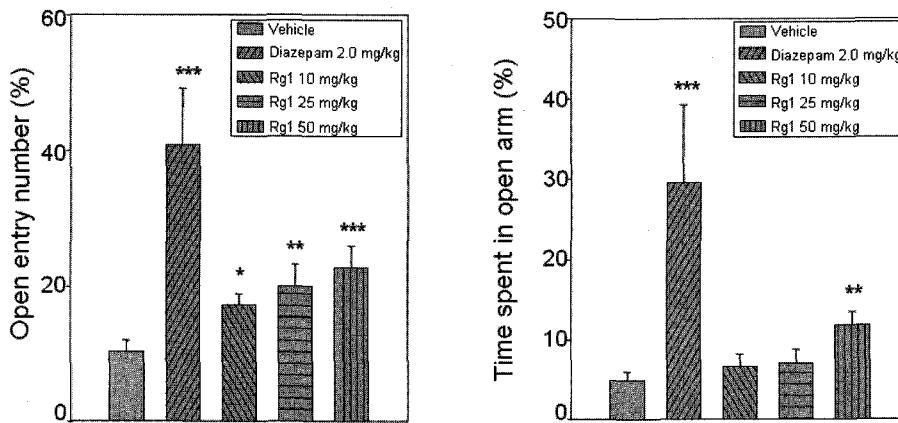 Open entry number (%)
60
40
20
0
Vehicle
Diazepam 2.0 mg/kg
Rg1 10 mg/kg
Rg1 25 mg/kg
Rg1 50 mg/kg
***
*
**
***
Time spent in open arm (%)
50
40
30
20
10
0
Vehicle
Diazepam 2.0 mg/kg
Rg1 10 mg/kg
Rg1 25 mg/kg
Rg1 50 mg/kg
***
**